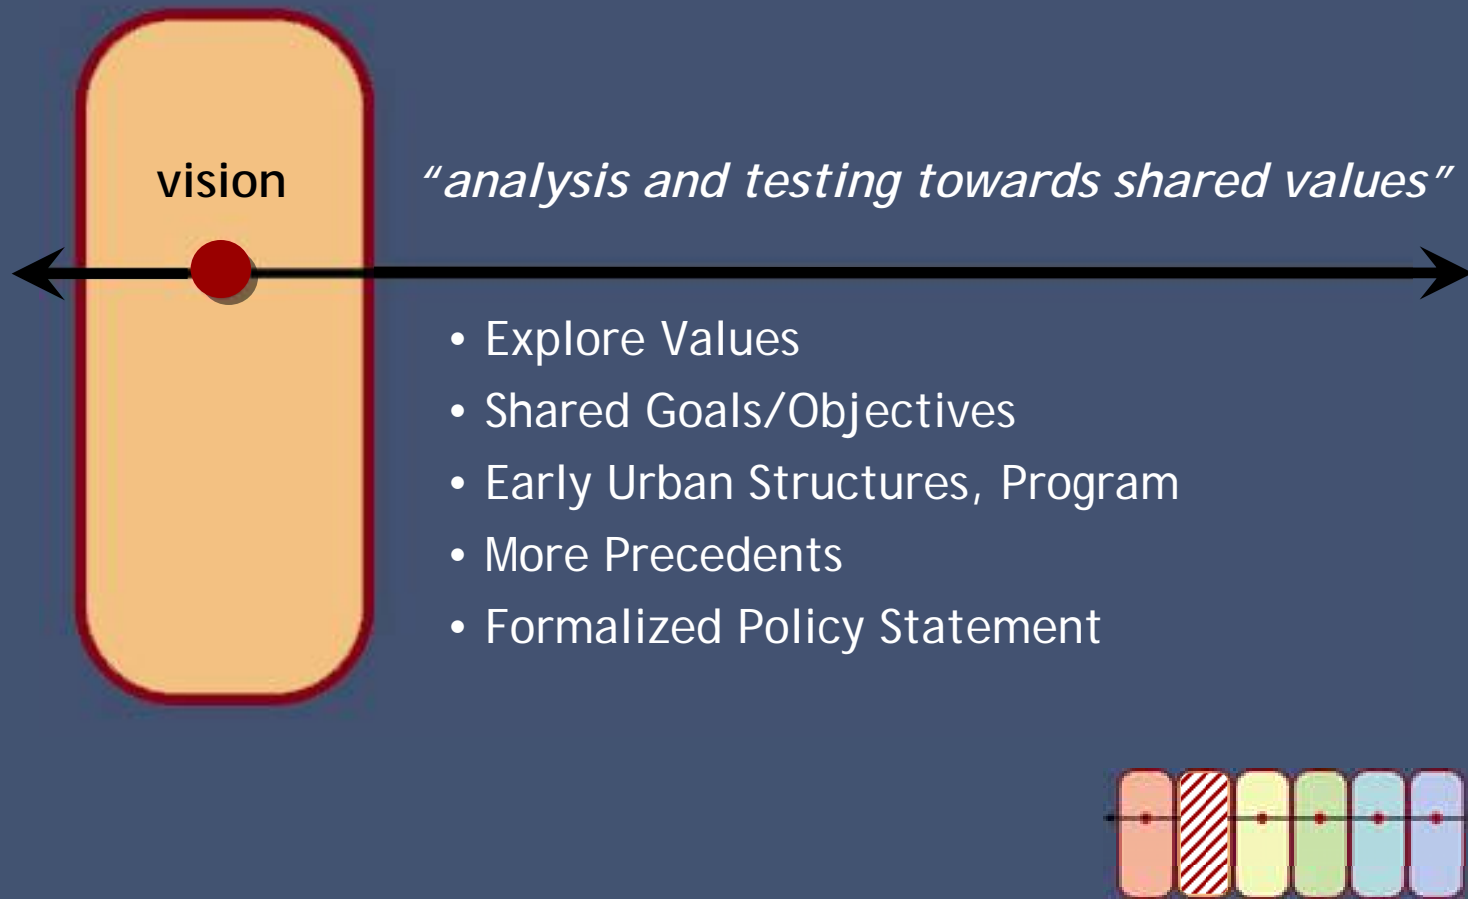 vision
“analysis and testing towards shared values”
• Explore Values
• Shared Goals/Objectives
• Early Urban Structures, Program
• More Precedents
• Formalized Policy Statement